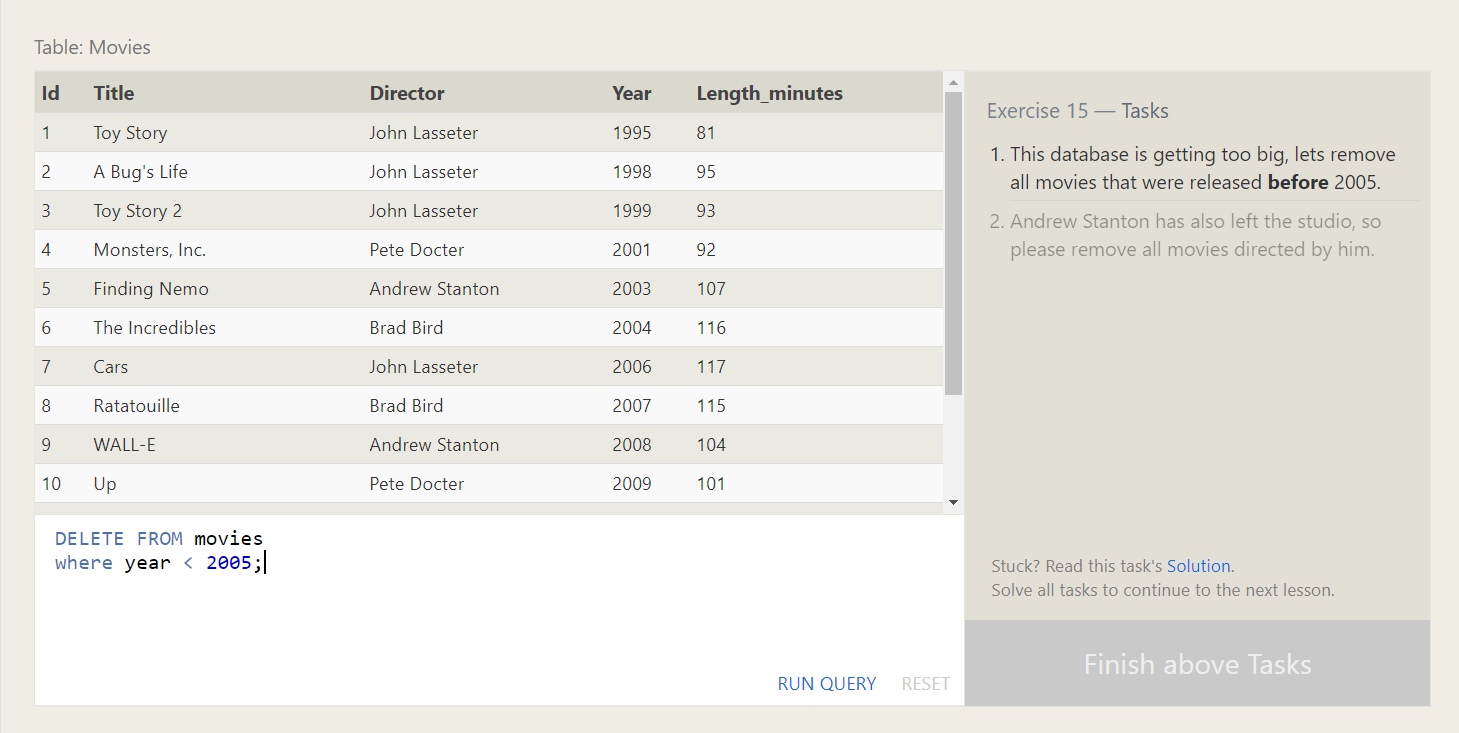 Table: Movies
Id Title Director Year Length_minutes
1 Toy Story John Lasseter 1995 81
2 A Bug's Life John Lasseter 1998 95
3 Toy Story 2 John Lasseter 1999 93
4 Monsters, Inc. Pete Docter 2001 92
5 Finding Nemo Andrew Stanton 2003 107
6 The Incredibles Brad Bird 2004 116
7 Cars John Lasseter 2006 117
8 Ratatouille Brad Bird 2007 115
9 WALL-E Andrew Stanton 2008 104
10 Up Pete Docter 2009 101
DELETE FROM movies
where year < 2005;
RUN QUERY RESET
Exercise 15 — Tasks
1. This database is getting too big, lets remove
all movies that were released before 2005.
2. Andrew Stanton has also left the studio, so
please remove all movies directed by him.
Stuck? Read this task's Solution.
Solve all tasks to continue to the next lesson.
Finish above Tasks